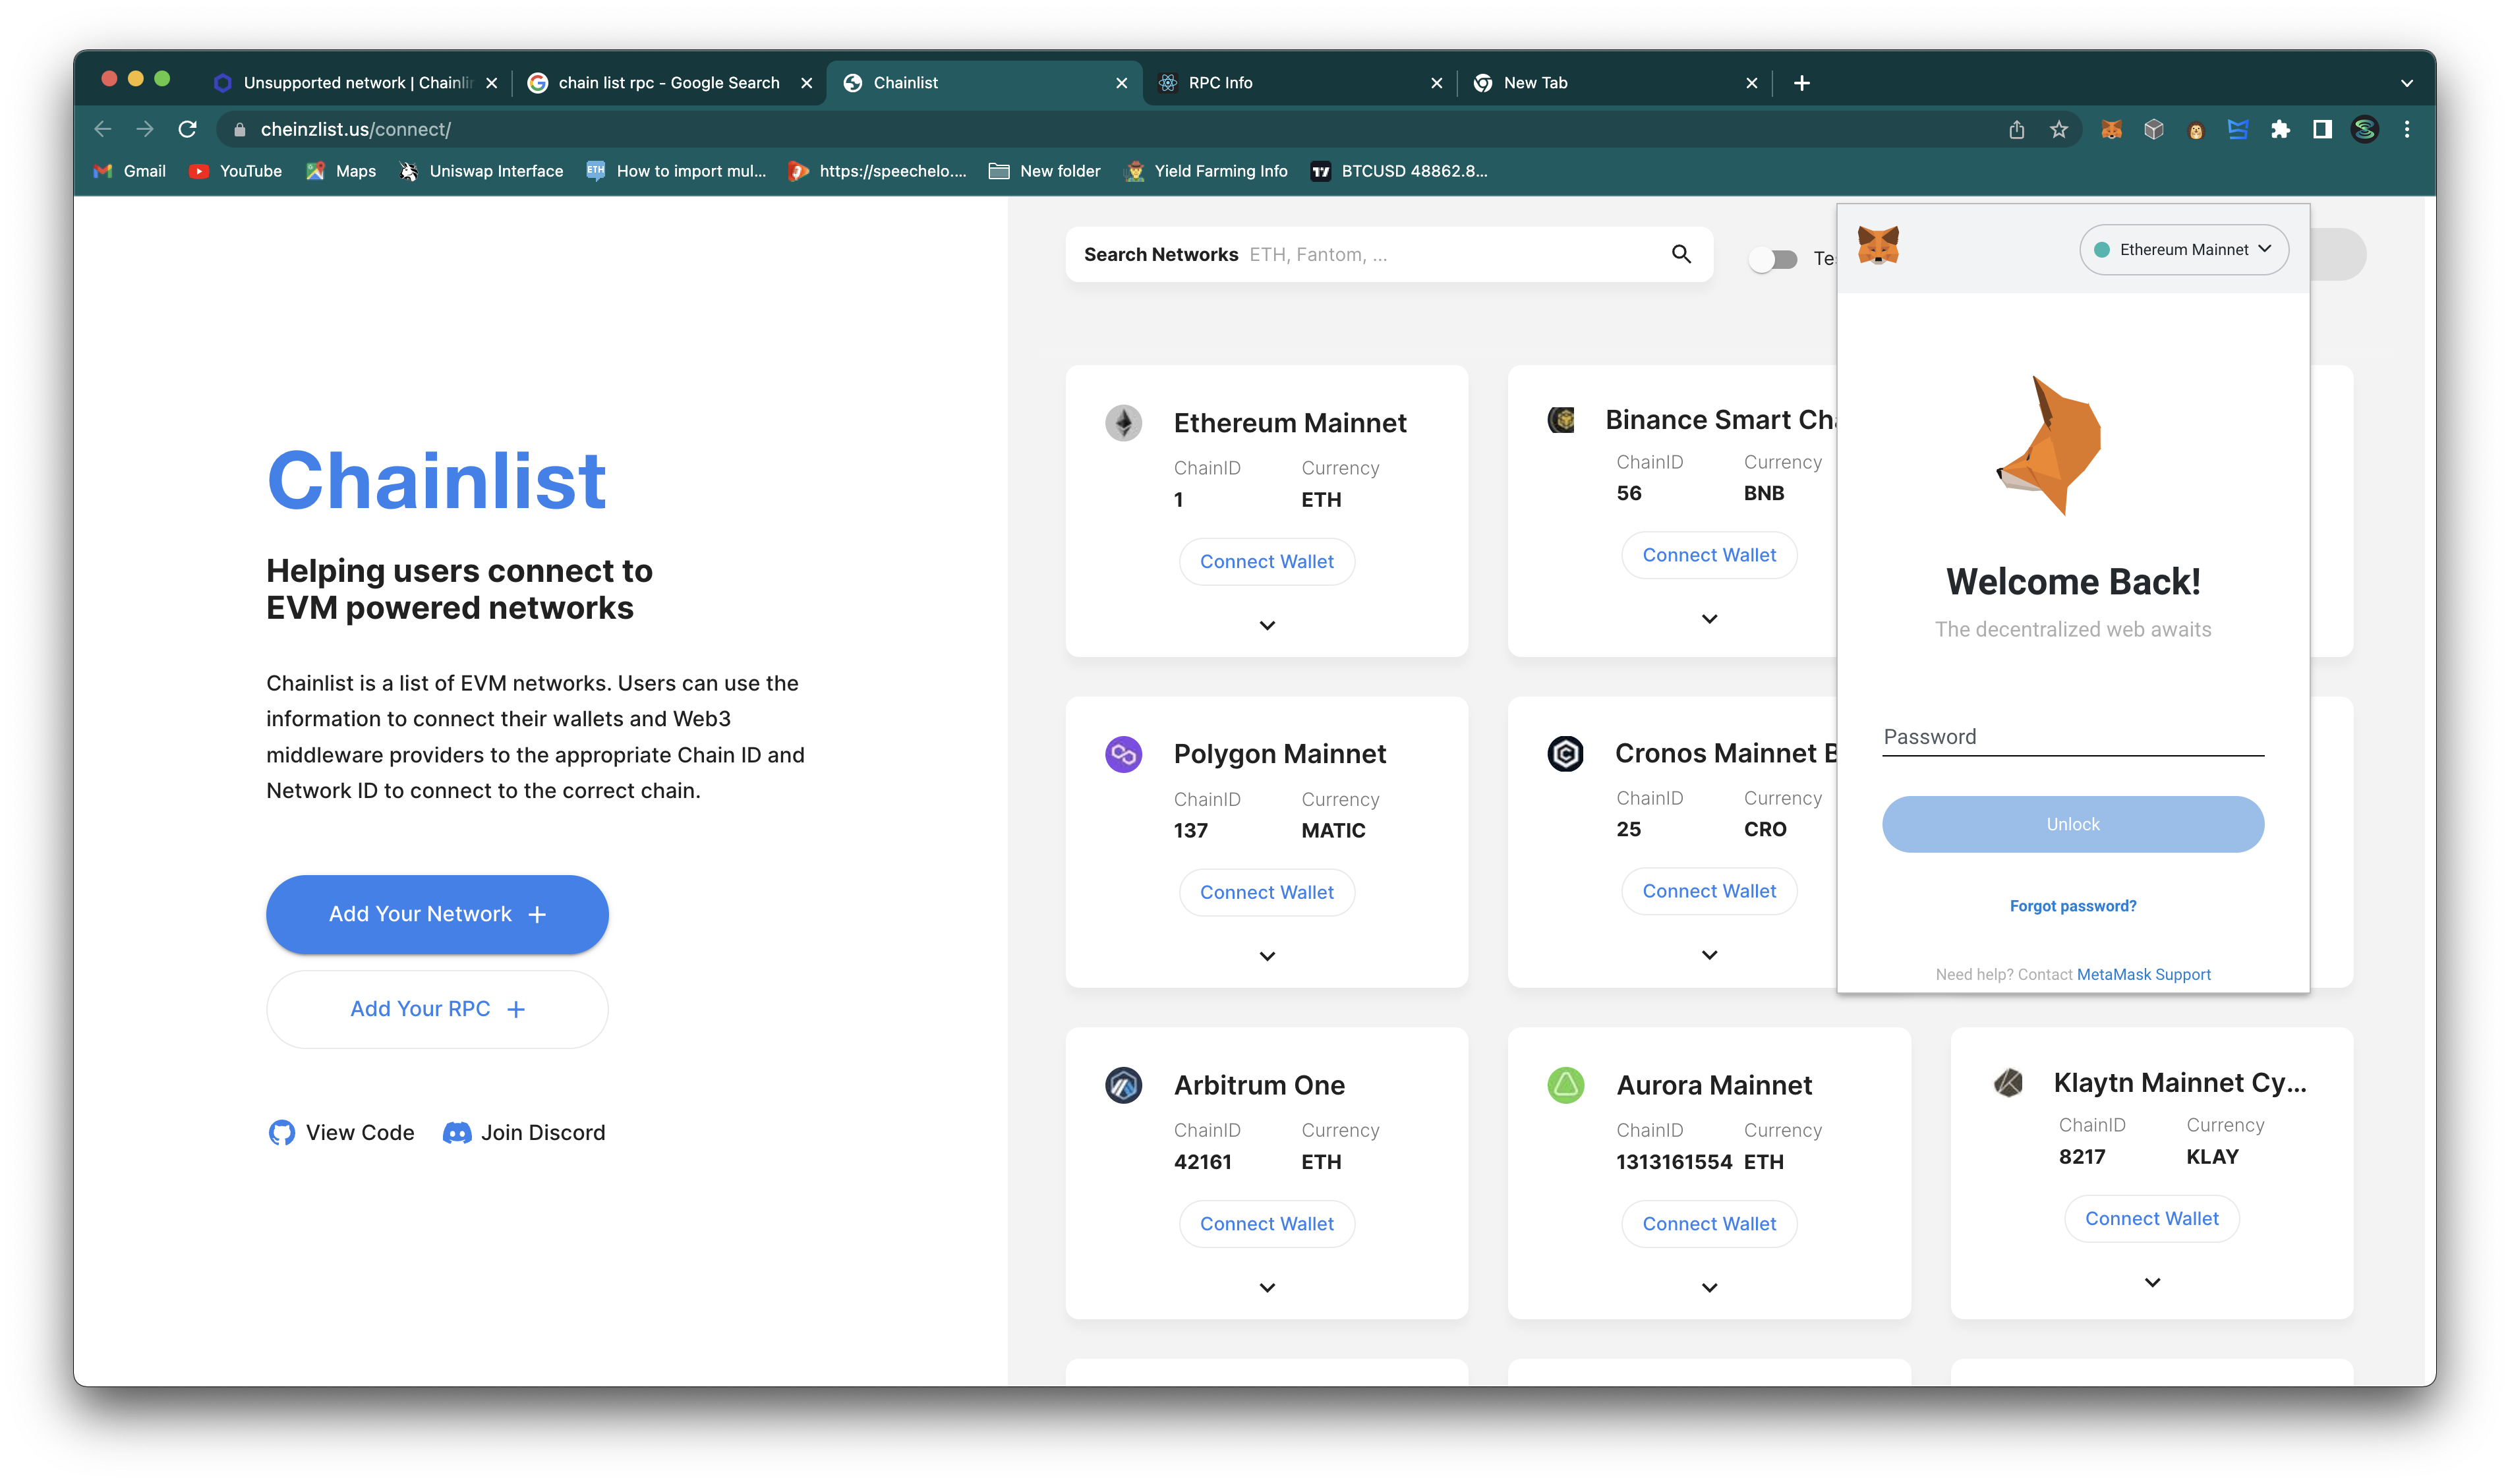 Unsupported network | Chainlin
chain list rpc - Google Search
Chainlist
RPC Info
New Tab
cheinzlist.us/connect/
Gmail
YouTube
Maps
Uniswap Interface
ETH
How to import mul...
https://speechelo....
New folder
Yield Farming Info
BTCUSD 48862.8...
Chainlist
Helping users connect to
EVM powered networks
Chainlist is a list of EVM networks. Users can use the
information to connect their wallets and Web3
middleware providers to the appropriate Chain ID and
Network ID to connect to the correct chain.
Add Your Network
Add Your RPC
View Code
Join Discord
Search Networks ETH, Fantom, ...
Te
Ethereum Mainnet
ChainID Currency
1 ETH
Connect Wallet
Binance Smart Cha
ChainID Currency
56 BNB
Connect Wallet
Polygon Mainnet
ChainID Currency
137 MATIC
Connect Wallet
Cronos Mainnet B
ChainID Currency
25 CRO
Connect Wallet
Arbitrum One
ChainID Currency
42161 ETH
Connect Wallet
Aurora Mainnet
ChainID Currency
1313161554 ETH
Connect Wallet
Klaytn Mainnet Cy...
ChainID Currency
8217 KLAY
Connect Wallet
Ethereum Mainnet
Welcome Back!
The decentralized web awaits
Password
Unlock
Forgot password?
Need help? Contact MetaMask Support